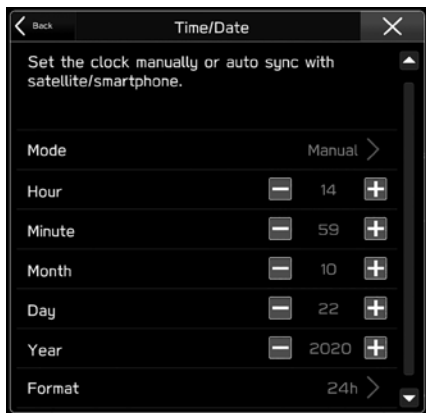 Back Time/Date
Set the clock manually or auto sync with
satellite/smartphone.
Mode Manual
Hour 14
Minute 59
Month 10
Day 22
Year 2020
Format 24h